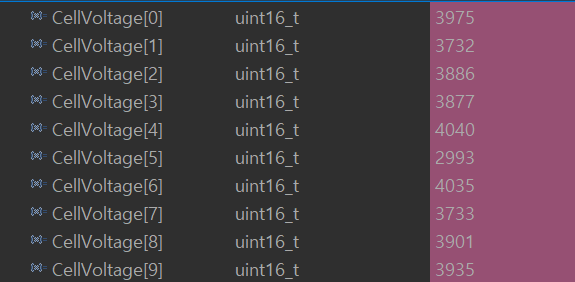 CellVoltage[0] uint16_t 3975
CellVoltage[1] uint16_t 3732
CellVoltage[2] uint16_t 3886
CellVoltage[3] uint16_t 3877
CellVoltage[4] uint16_t 4040
CellVoltage[5] uint16_t 2993
CellVoltage[6] uint16_t 4035
CellVoltage[7] uint16_t 3733
CellVoltage[8] uint16_t 3901
CellVoltage[9] uint16_t 3935